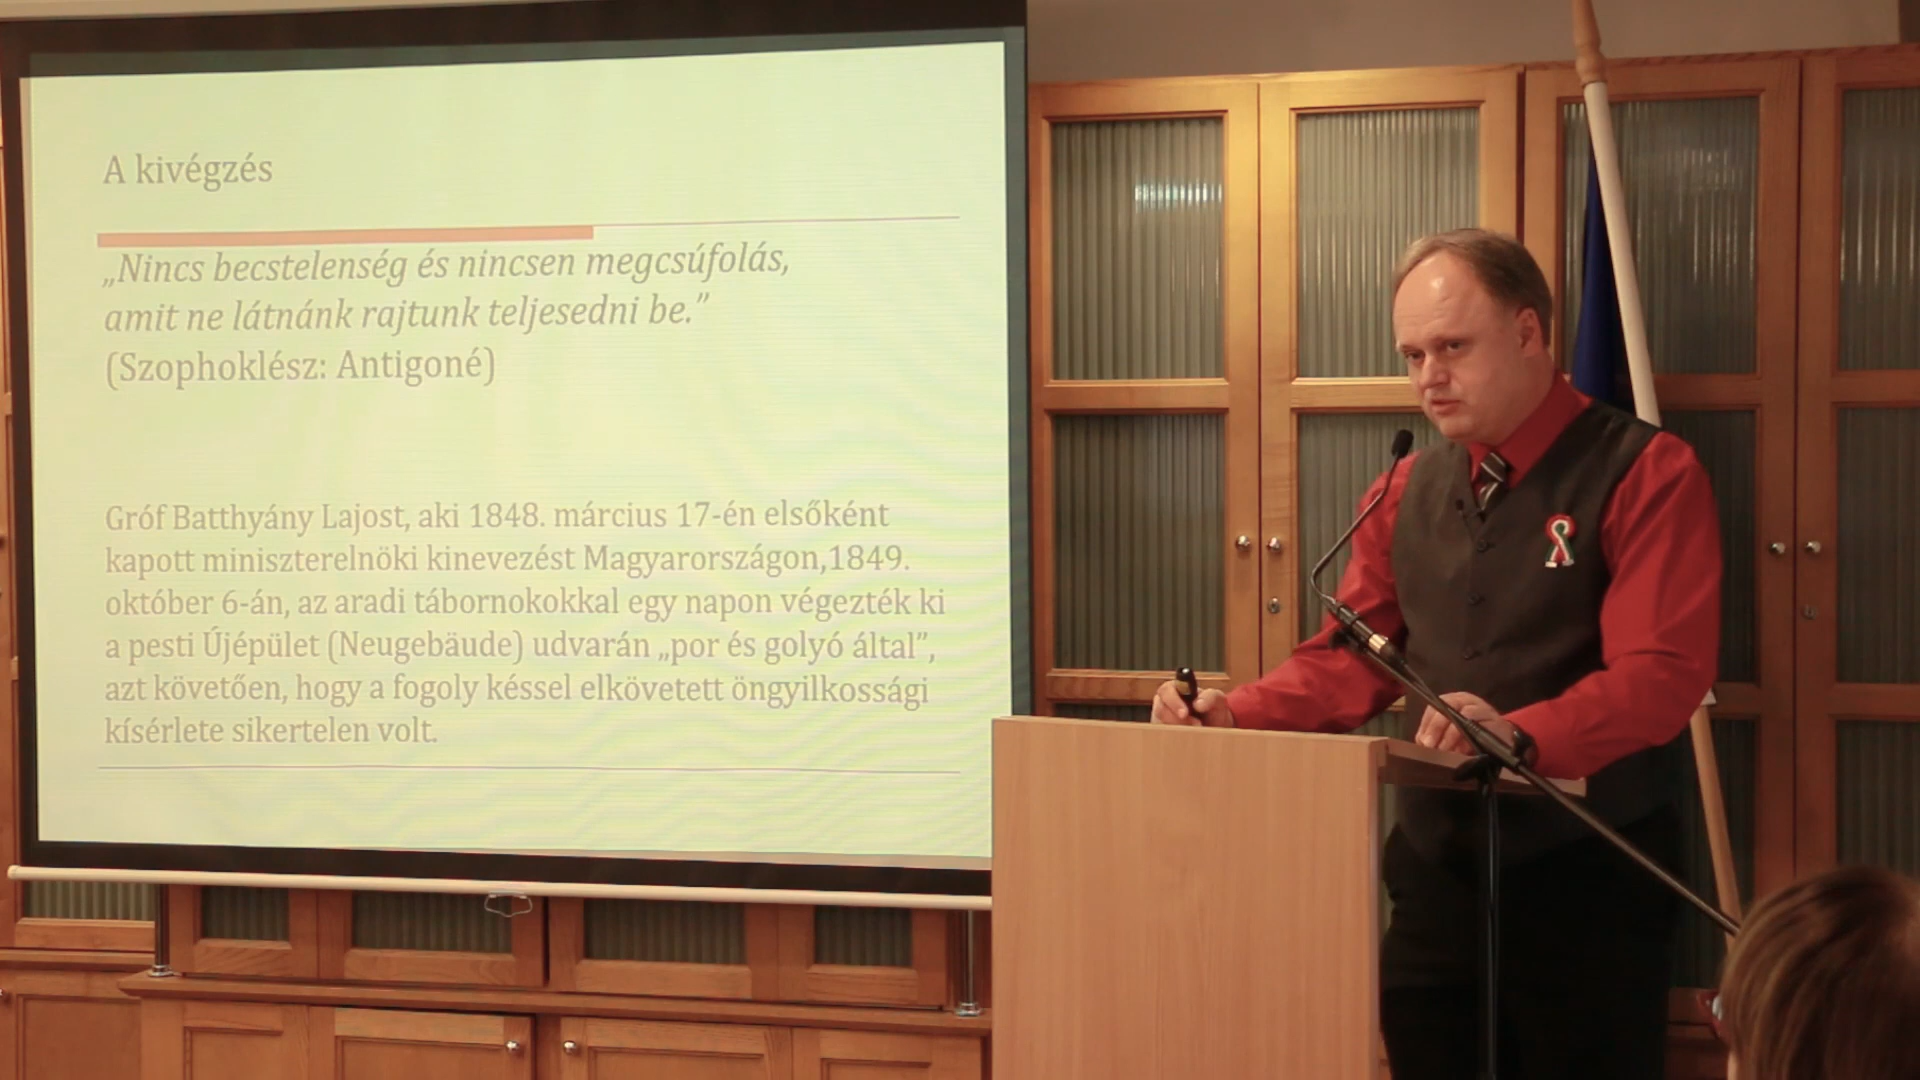 A kivégzés
„Nincs becstelenség és nincsen megcsúfolás,
amit ne látnánk rajtunk teljesedni be.”
(Szophoklész: Antigoné)
Gróf Batthyány Lajost, aki 1848. március 17-én elsőként
kapott miniszterelnöki kinevezést Magyarországon,1849.
október 6-án, az aradi tábornokokkal egy napon végezték ki
a pesti Újépület (Neugebäude) udvarán „por és golyó által”,
azt követően, hogy a fogoly késsel elkövetett öngyilkossági
kísérlete sikertelen volt.